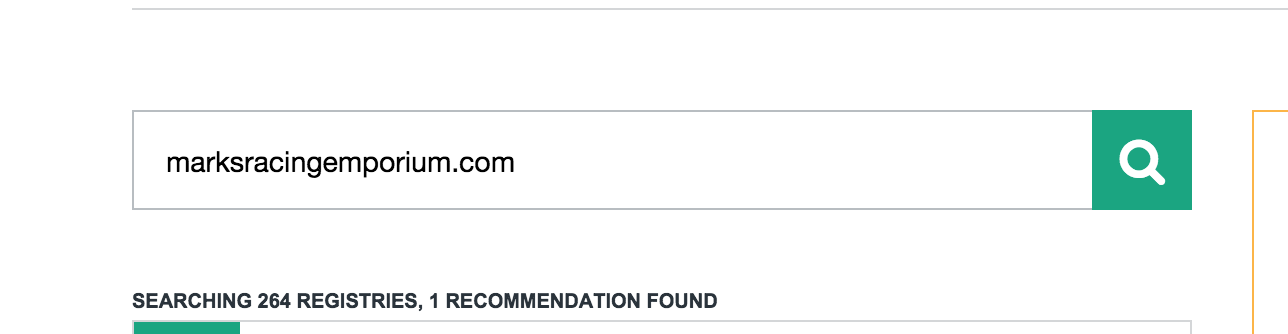 marksracingemporium.com
SEARCHING 264 REGISTRIES, 1 RECOMMENDATION FOUND